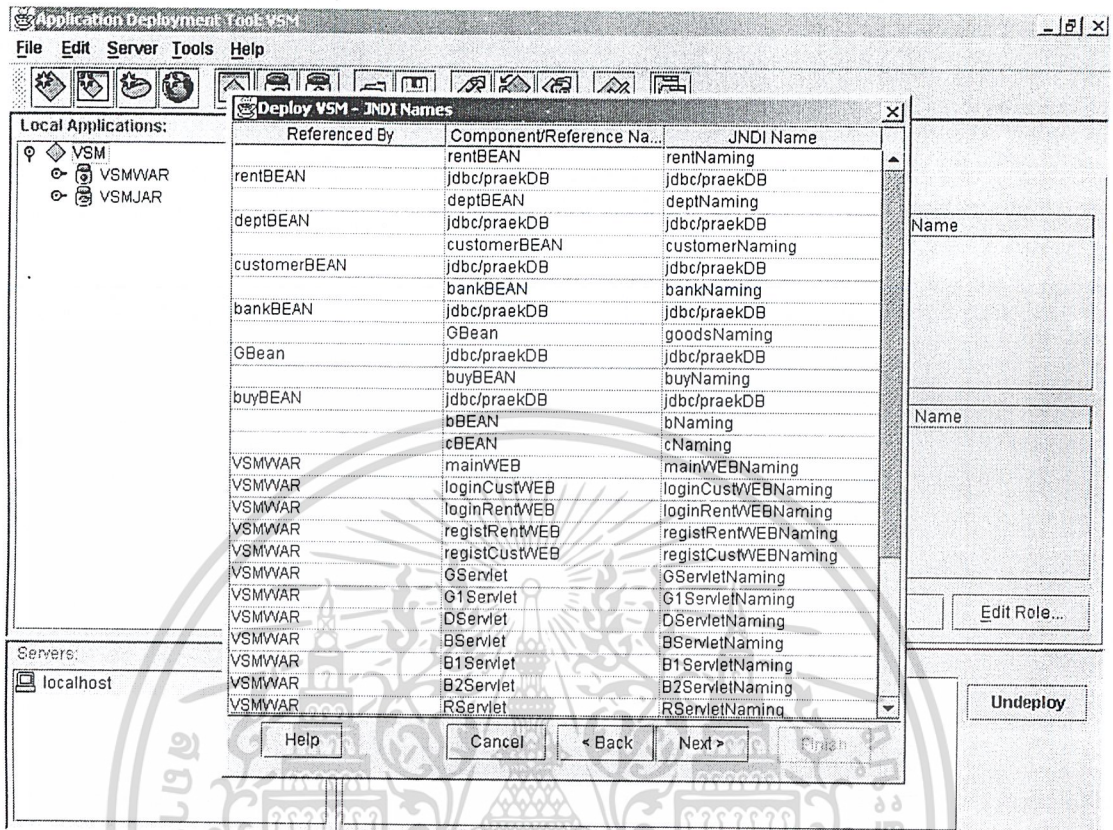 Application Deployment Tool: VSM
File Edit Server Tools Help
Local Applications:
VSM
VSMWAR
VSMJAR
Deploy VSM - JNDI Names
Referenced By Component/Reference Na... JNDI Name
rentBEAN rentNaming
rentBEAN jdbc/praekDB jdbc/praekDB
deptBEAN deptNaming
deptBEAN jdbc/praekDB jdbc/praekDB
customerBEAN customerNaming
customerBEAN jdbc/praekDB jdbc/praekDB
bankBEAN bankNaming
bankBEAN jdbc/praekDB jdbc/praekDB
GBean goodsNaming
GBean jdbc/praekDB jdbc/praekDB
buyBEAN buyNaming
buyBEAN jdbc/praekDB jdbc/praekDB
bBEAN bNaming
cBEAN cNaming
VSMWAR mainWEB mainWEBNaming
VSMWAR loginCustWEB loginCustWEBNaming
VSMWAR loginRentWEB loginRentWEBNaming
VSMWAR registRentWEB registRentWEBNaming
VSMWAR registCustWEB registCustWEBNaming
VSMWAR GServlet GServletNaming
VSMWAR G1Servlet G1ServletNaming
VSMWAR DServlet DServletNaming
VSMWAR BServlet BServletNaming
VSMWAR B1Servlet B1ServletNaming
VSMWAR B2Servlet B2ServletNaming
VSMWAR RServlet RServletNaming
Help Cancel < Back Next > Finish
Name
Name
Edit Role...
Servers:
localhost
Undeploy